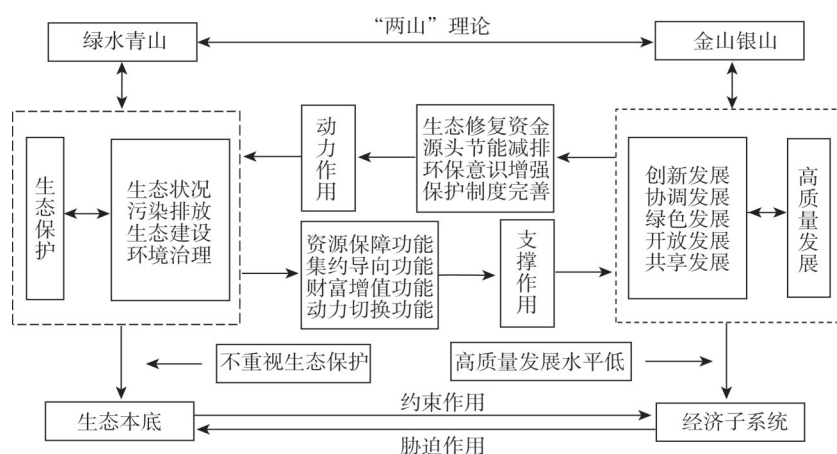 “两山”理论
绿水青山
金山银山
生态保护
生态状况
污染排放
生态建设
环境治理
动力作用
生态修复资金
源头节能减排
环保意识增强
保护制度完善
资源保障功能
集约导向功能
财富增值功能
动力切换功能
支撑作用
创新发展
协调发展
绿色发展
开放发展
共享发展
高质量发展
不重视生态保护
高质量发展水平低
生态本底
约束作用
胁迫作用
经济子系统